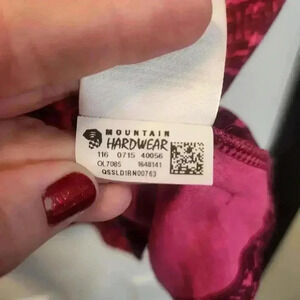 MOUNTAIN
HARDWEAR
116 0715 40056
OL7085 1648141
QSSLD1BN00763